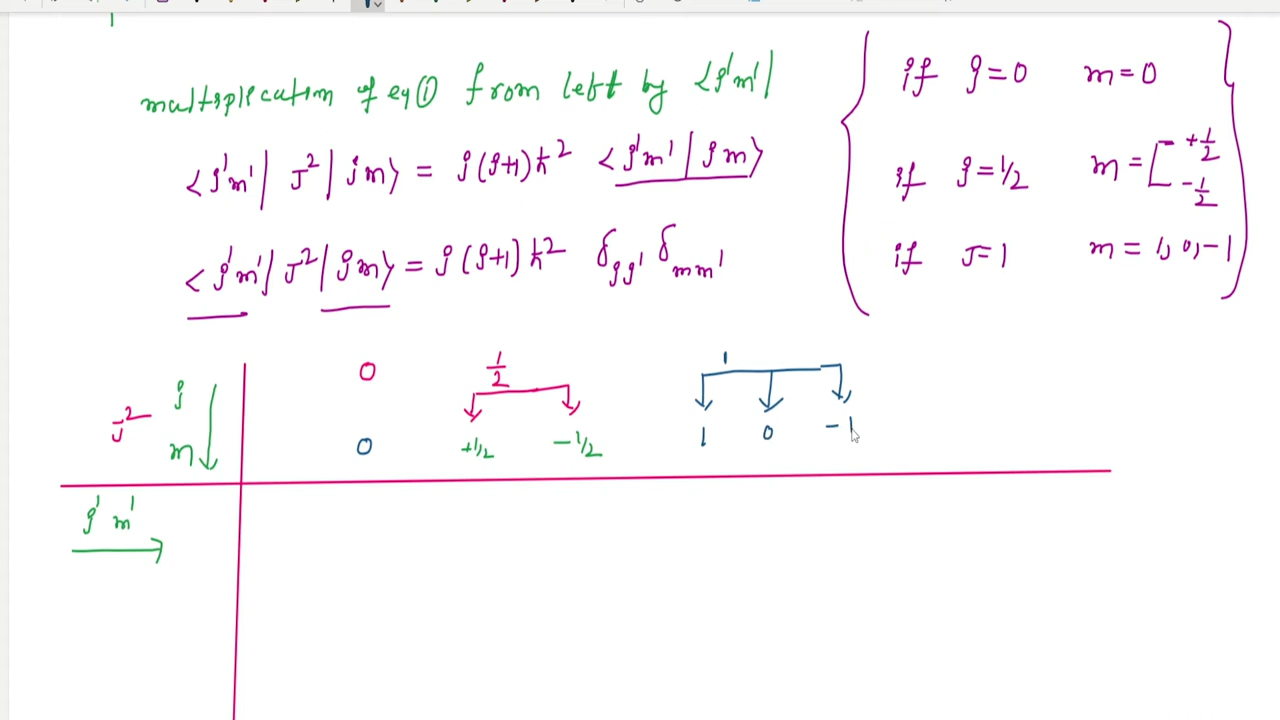 multiplication of eq① from left by <j'm'|
<j'm'| J² |jm> = j(j+1)ħ² <j'm'|jm>
<j'm'| J² |jm> = j(j+1)ħ² δjj' δmm'
if j=0 m=0
if j=1/2 m = [ +1/2 -1/2
if J=1 m = 1, 0, -1
J² j m
0 1/2 1
0 +1/2 -1/2 1 0 -1
j' m'